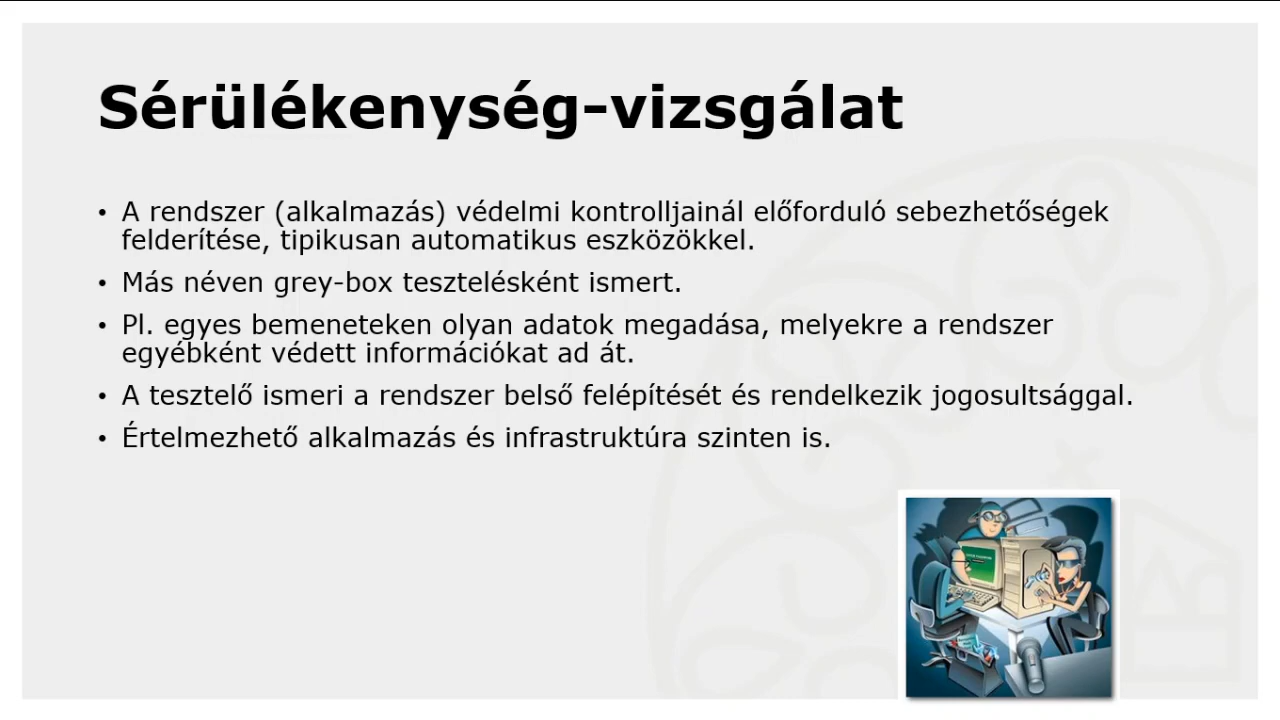 Sérülékenység-vizsgálat
• A rendszer (alkalmazás) védelmi kontrolljainál előforduló sebezhetőségek
felderítése, tipikusan automatikus eszközökkel.
• Más néven grey-box tesztelésként ismert.
• Pl. egyes bemeneteken olyan adatok megadása, melyekre a rendszer
egyébként védett információkat ad át.
• A tesztelő ismeri a rendszer belső felépítését és rendelkezik jogosultsággal.
• Értelmezhető alkalmazás és infrastruktúra szinten is.